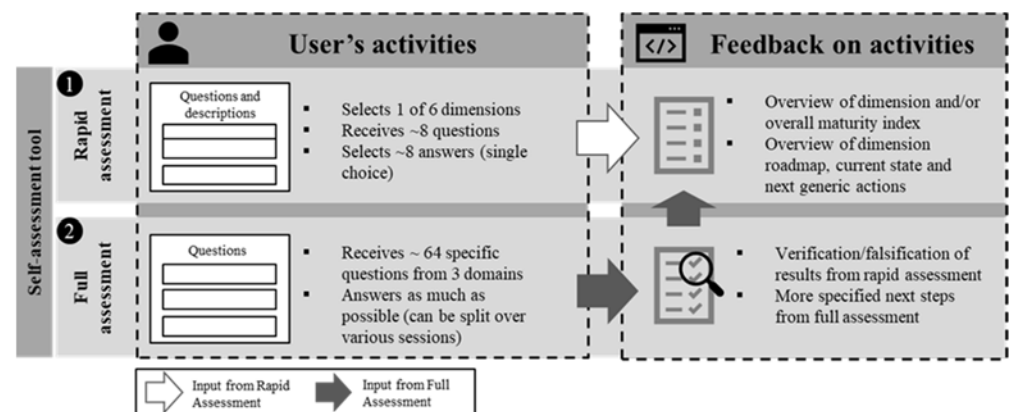 User's activities
Feedback on activities
Self-assessment tool
1
Rapid
assessment
Questions and
descriptions
▪ Selects 1 of 6 dimensions
▪ Receives ~8 questions
▪ Selects ~8 answers (single
choice)
</>
▪ Overview of dimension and/or
overall maturity index
▪ Overview of dimension
roadmap, current state and
next generic actions
2
Full
assessment
Questions
▪ Receives ~ 64 specific
questions from 3 domains
▪ Answers as much as
possible (can be split over
various sessions)
▪ Verification/falsification of
results from rapid assessment
▪ More specified next steps
from full assessment
Input from Rapid
Assessment
Input from Full
Assessment